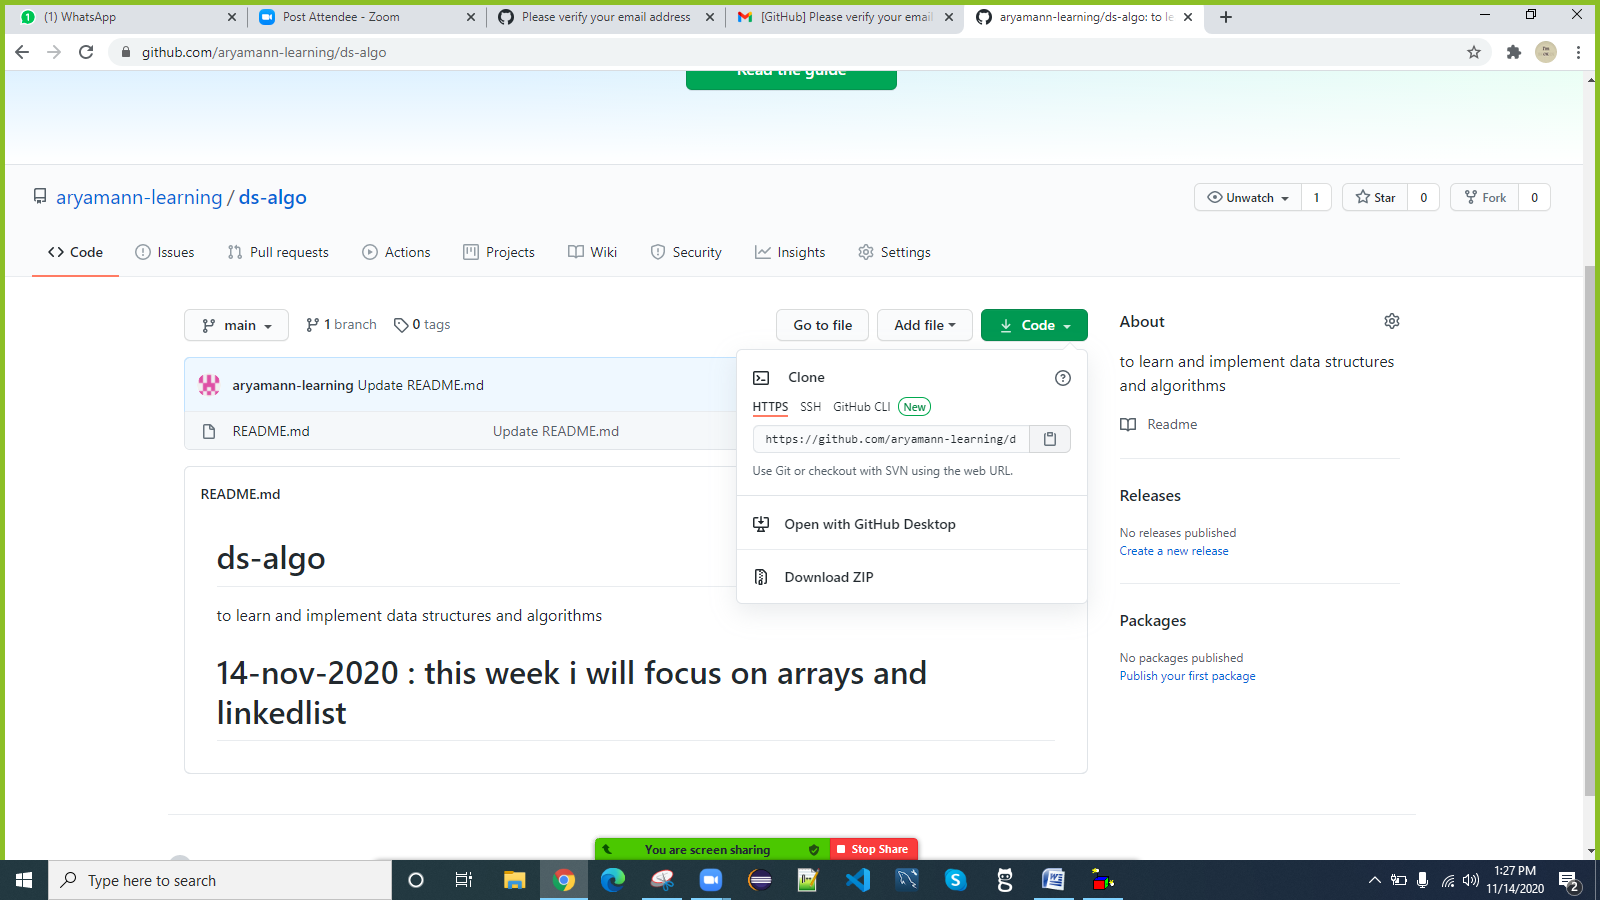 (1) WhatsApp
Post Attendee - Zoom
Please verify your email address
[GitHub] Please verify your email
aryamann-learning/ds-algo: to le
github.com/aryamann-learning/ds-algo
Read the guide
aryamann-learning / ds-algo
Unwatch 1
Star 0
Fork 0
Code
Issues
Pull requests
Actions
Projects
Wiki
Security
Insights
Settings
main
1 branch
0 tags
Go to file
Add file
Code
aryamann-learning Update README.md
README.md
Update README.md
Clone
HTTPS SSH GitHub CLI New
https://github.com/aryamann-learning/d
Use Git or checkout with SVN using the web URL.
Open with GitHub Desktop
Download ZIP
README.md
ds-algo
to learn and implement data structures and algorithms
14-nov-2020 : this week i will focus on arrays and
linkedlist
About
to learn and implement data structures
and algorithms
Readme
Releases
No releases published
Create a new release
Packages
No packages published
Publish your first package
You are screen sharing
Stop Share
Type here to search
1:27 PM
11/14/2020
2